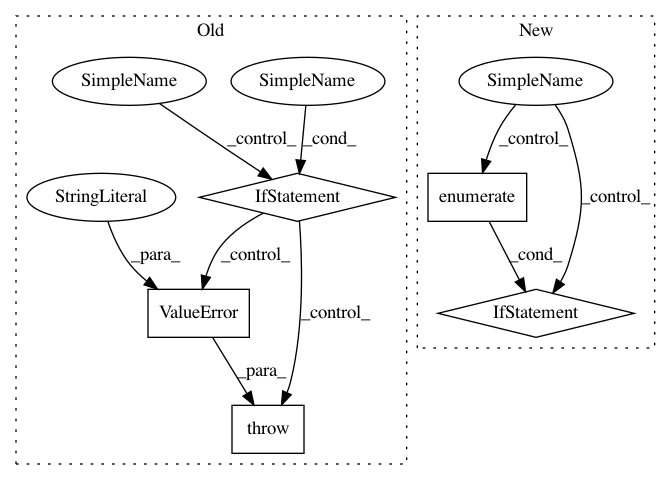 Old
New
SimpleName
SimpleName
SimpleName
_control_
_cond_
_control_
StringLiteral
IfStatement
enumerate
_control_
_para_
_control_
_cond_
_control_
ValueError
IfStatement
_para_
throw